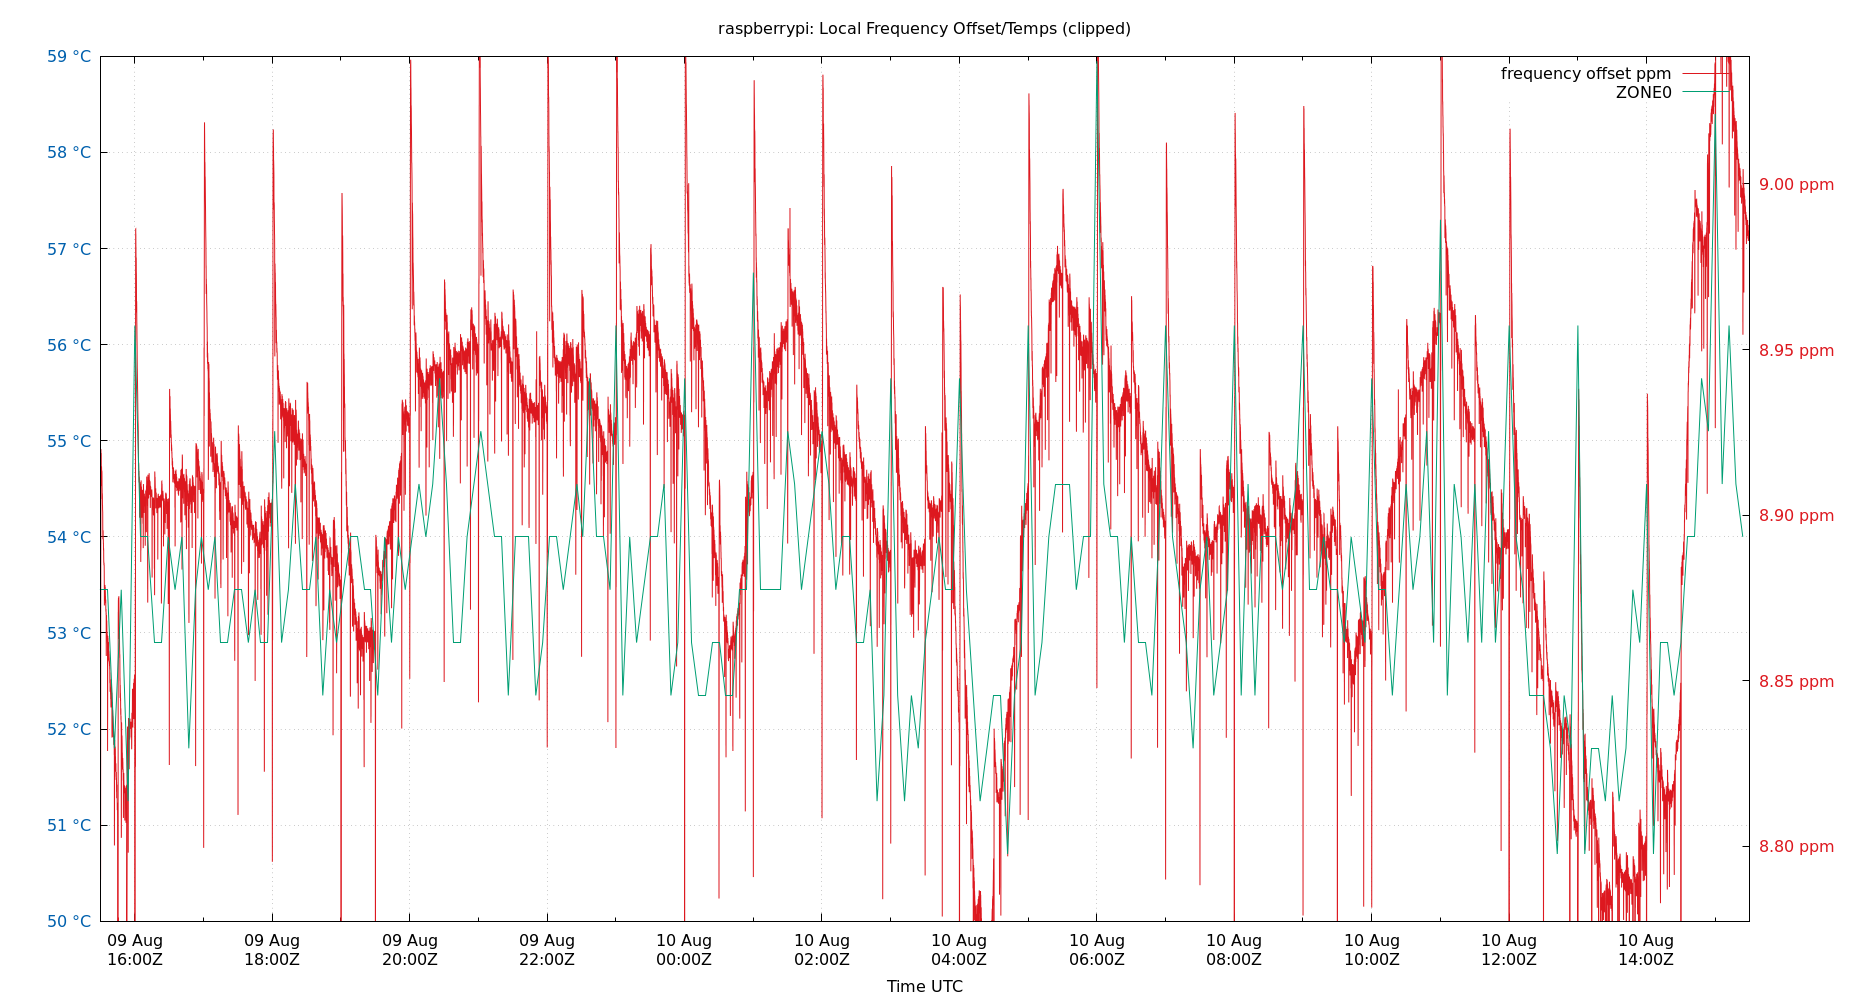 raspberrypi: Local Frequency Offset/Temps (clipped)
frequency offset ppm
ZONE0
59 °C
58 °C
57 °C
56 °C
55 °C
54 °C
53 °C
52 °C
51 °C
50 °C
9.00 ppm
8.95 ppm
8.90 ppm
8.85 ppm
8.80 ppm
09 Aug
16:00Z
09 Aug
18:00Z
09 Aug
20:00Z
09 Aug
22:00Z
10 Aug
00:00Z
10 Aug
02:00Z
10 Aug
04:00Z
10 Aug
06:00Z
10 Aug
08:00Z
10 Aug
10:00Z
10 Aug
12:00Z
10 Aug
14:00Z
Time UTC